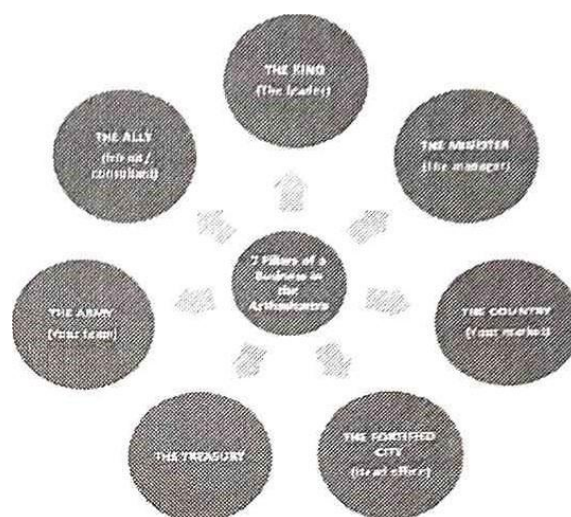 THE KING
(The leader)
THE MINISTER
(The manager)
THE COUNTRY
(Your market)
THE FORTIFIED
CITY
(Head office)
THE TREASURY
THE ARMY
(Your team)
THE ALLY
(friend/
consultant)
7 Pillars of a
Business in
the
Arthashastra